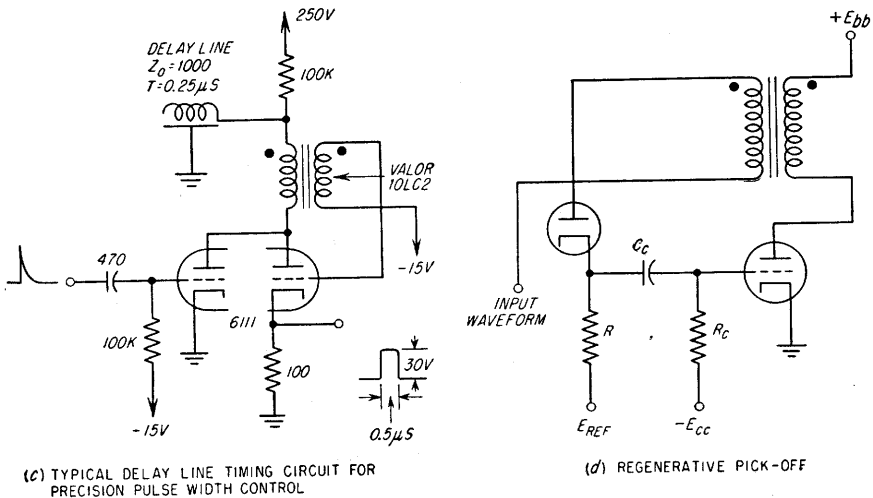 250V
DELAY LINE
Z₀=1000
T=0.25μS
100K
VALOR
10LC2
470
-15V
6111
100K
100
30V
-15V
0.5μS
(c) TYPICAL DELAY LINE TIMING CIRCUIT FOR
PRECISION PULSE WIDTH CONTROL
+Ebb
Cc
INPUT
WAVEFORM
R
Rc
EREF
-Ecc
(d) REGENERATIVE PICK-OFF